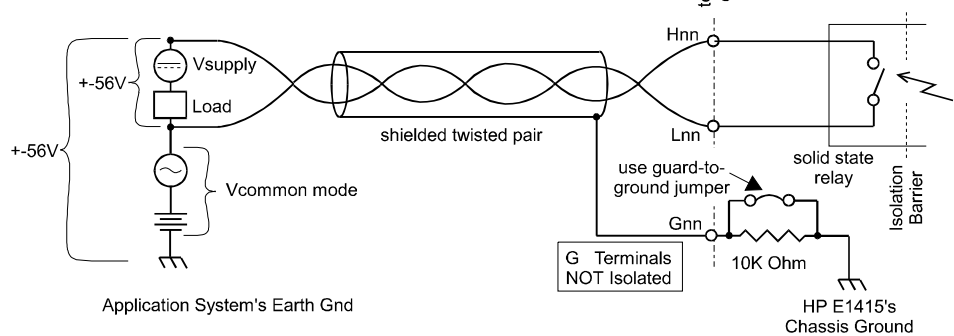 Hnn
+-56V
Vsupply
Load
+-56V
shielded twisted pair
Lnn
solid state
relay
Isolation
Barrier
Vcommon mode
use guard-to-
ground jumper
Gnn
G Terminals
NOT Isolated
10K Ohm
Application System's Earth Gnd
HP E1415's
Chassis Ground